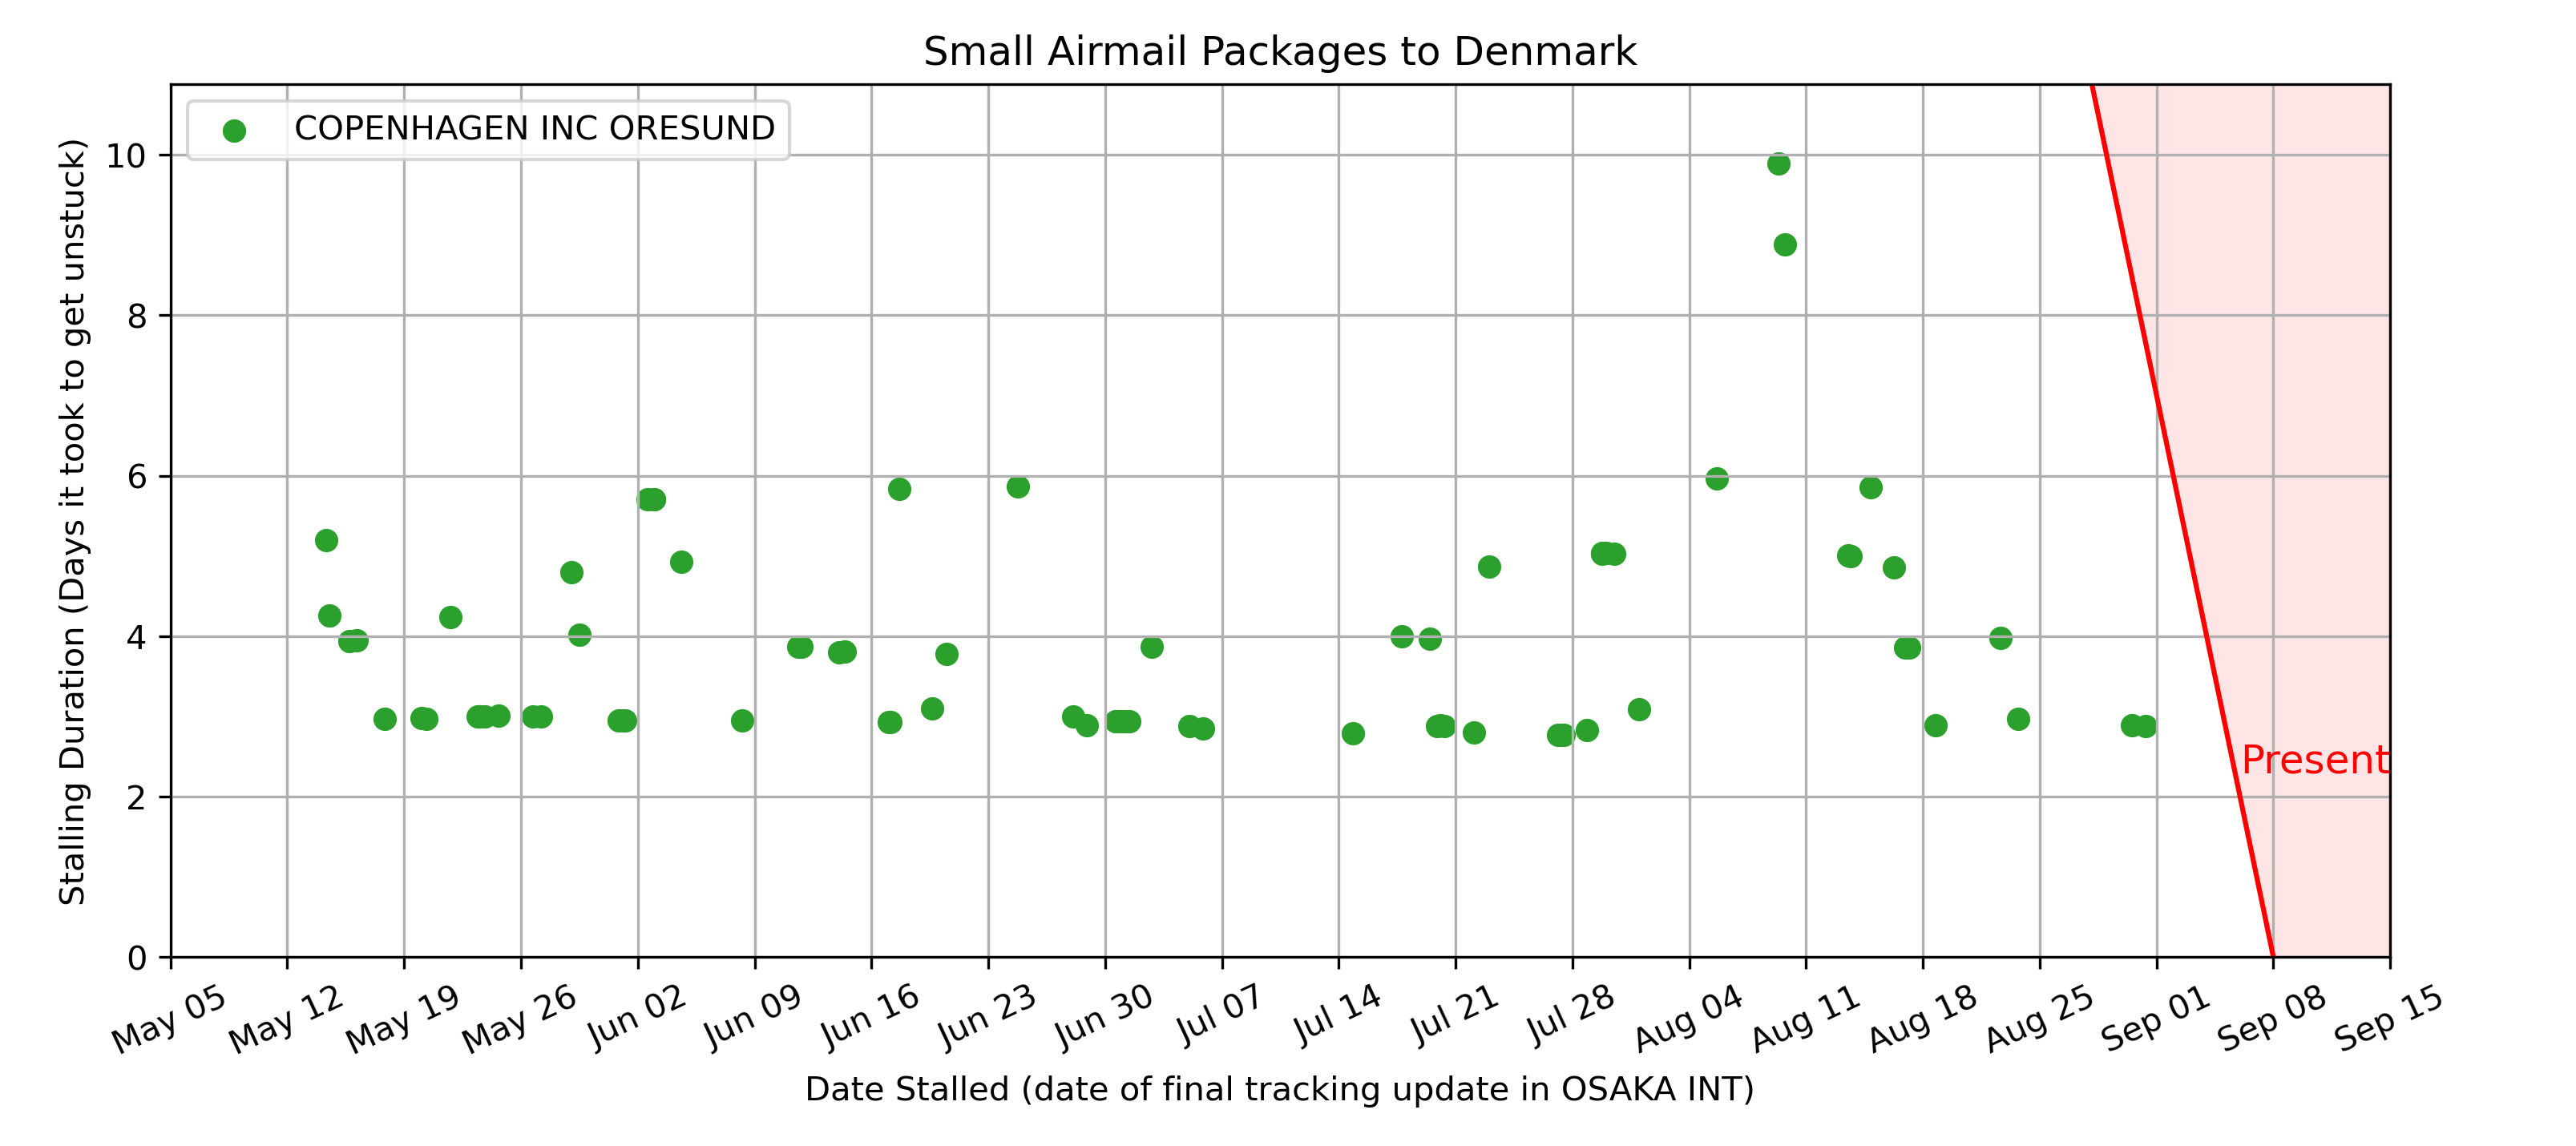 Small Airmail Packages to Denmark
COPENHAGEN INC ORESUND
Stalling Duration (Days it took to get unstuck)
10
8
6
4
2
0
Present
May 05
May 12
May 19
May 26
Jun 02
Jun 09
Jun 16
Jun 23
Jun 30
Jul 07
Jul 14
Jul 21
Jul 28
Aug 04
Aug 11
Aug 18
Aug 25
Sep 01
Sep 08
Sep 15
Date Stalled (date of final tracking update in OSAKA INT)